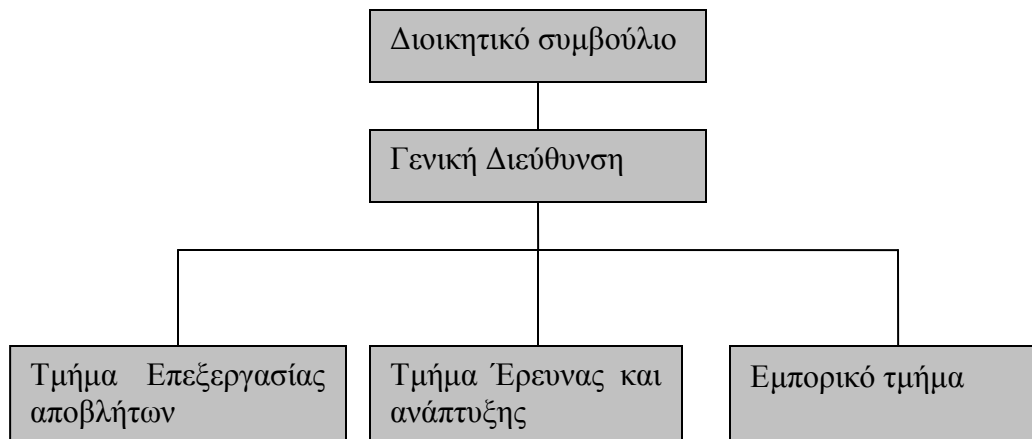 Διοικητικό συμβούλιο
Γενική Διεύθυνση
Τμήμα Επεξεργασίας
αποβλήτων
Τμήμα Έρευνας και
ανάπτυξης
Εμπορικό τμήμα